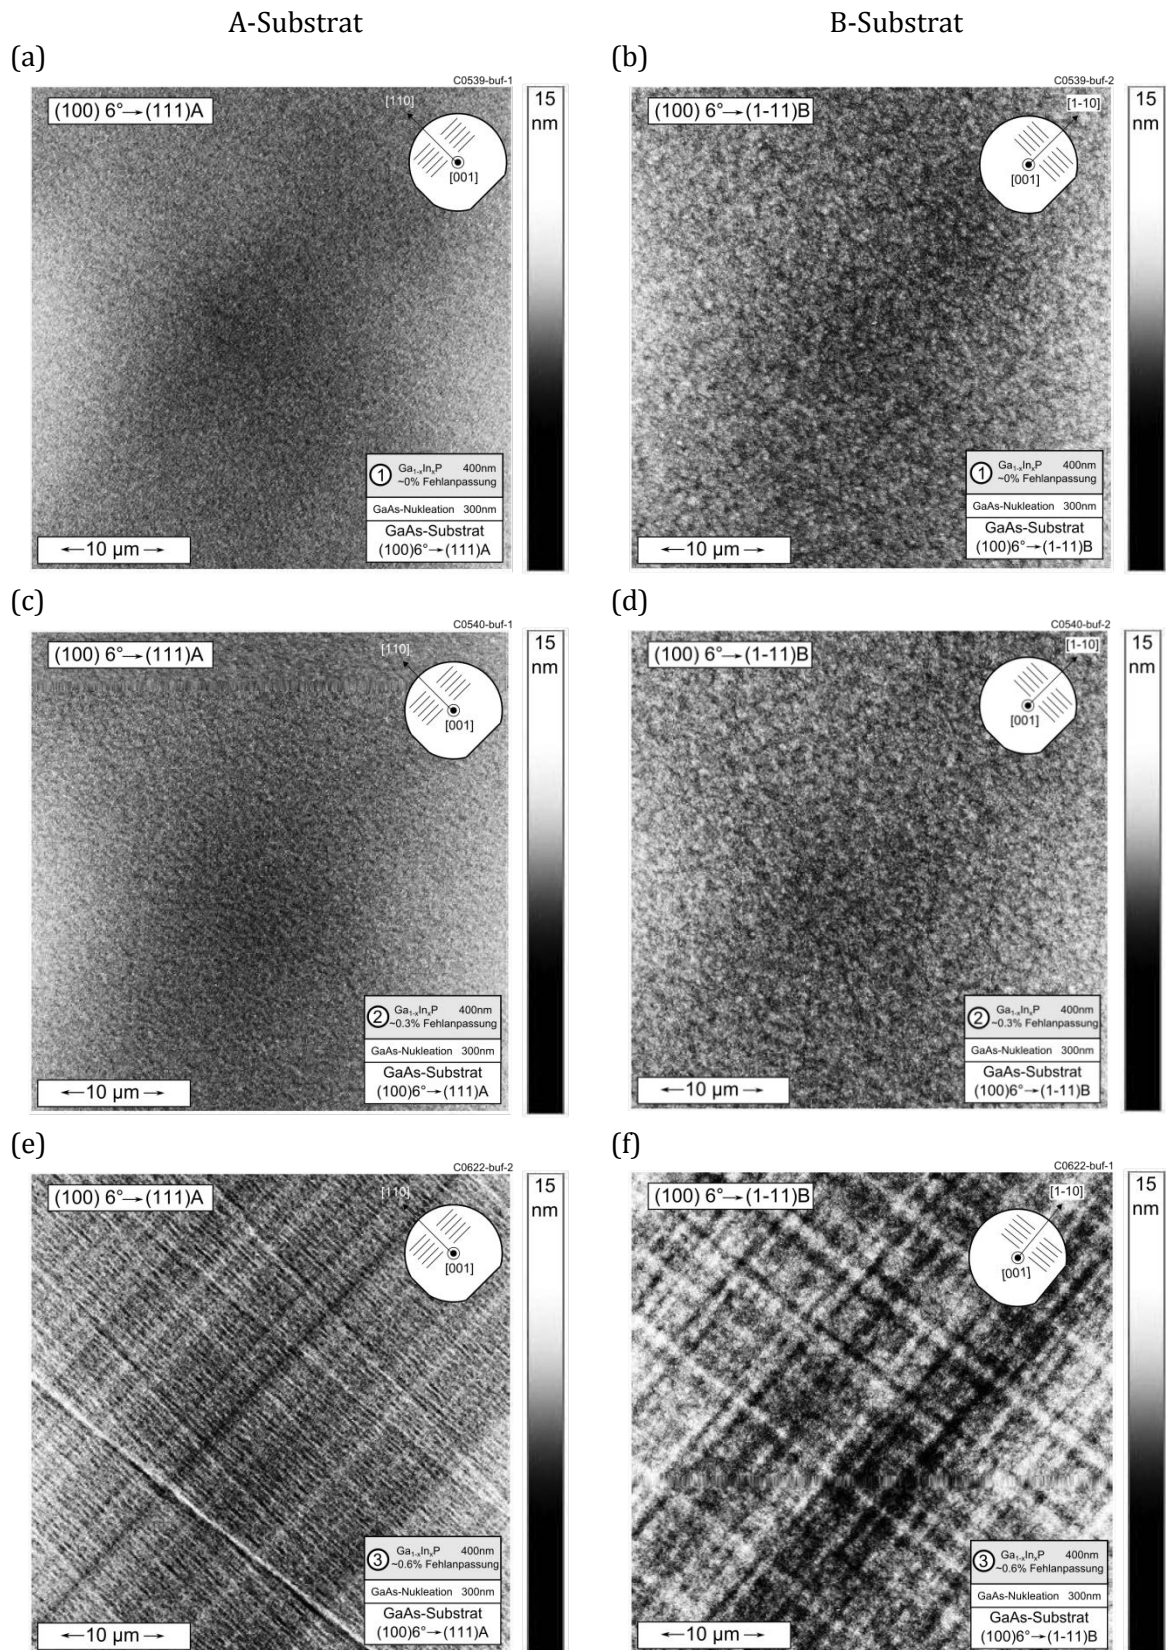 A-Substrat
B-Substrat
(a)
(b)
C0539-buf-1
(100) 6°→(111)A
[110]
[001]
15
nm
1
Ga₁₋ₓInₓP 400nm
~0% Fehlanpassung
GaAs-Nukleation 300nm
GaAs-Substrat
(100)6°→(111)A
←10 µm→
C0539-buf-2
(100) 6°→(1-11)B
[1-10]
[001]
15
nm
1
Ga₁₋ₓInₓP 400nm
~0% Fehlanpassung
GaAs-Nukleation 300nm
GaAs-Substrat
(100)6°→(1-11)B
←10 µm→
(c)
(d)
C0540-buf-1
(100) 6°→(111)A
[110]
[001]
15
nm
2
Ga₁₋ₓInₓP 400nm
~0.3% Fehlanpassung
GaAs-Nukleation 300nm
GaAs-Substrat
(100)6°→(111)A
←10 µm→
C0540-buf-2
(100) 6°→(1-11)B
[1-10]
[001]
15
nm
2
Ga₁₋ₓInₓP 400nm
~0.3% Fehlanpassung
GaAs-Nukleation 300nm
GaAs-Substrat
(100)6°→(1-11)B
←10 µm→
(e)
(f)
C0622-buf-2
(100) 6°→(111)A
[110]
[001]
15
nm
3
Ga₁₋ₓInₓP 400nm
~0.6% Fehlanpassung
GaAs-Nukleation 300nm
GaAs-Substrat
(100)6°→(111)A
←10 µm→
C0622-buf-1
(100) 6°→(1-11)B
[1-10]
[001]
15
nm
3
Ga₁₋ₓInₓP 400nm
~0.6% Fehlanpassung
GaAs-Nukleation 300nm
GaAs-Substrat
(100)6°→(1-11)B
←10 µm→